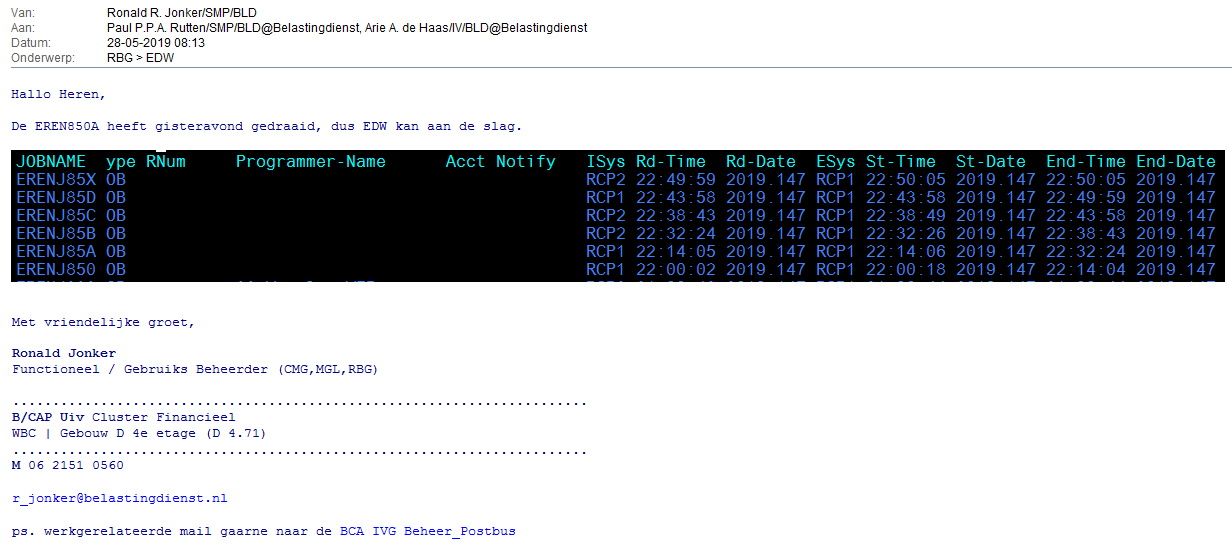 Van: Ronald R. Jonker/SMP/BLD
Aan: Paul P.P.A. Rutten/SMP/BLD@Belastingdienst, Arie A. de Haas/IV/BLD@Belastingdienst
Datum: 28-05-2019 08:13
Onderwerp: RBG > EDW
Hallo Heren,
De EREN850A heeft gisteravond gedraaid, dus EDW kan aan de slag.
JOBNAME ype RNum Programmer-Name Acct Notify ISys Rd-Time Rd-Date ESys St-Time St-Date End-Time End-Date
ERENJ85X OB RCP2 22:49:59 2019.147 RCP1 22:50:05 2019.147 22:50:05 2019.147
ERENJ85D OB RCP1 22:43:58 2019.147 RCP1 22:43:58 2019.147 22:49:59 2019.147
ERENJ85C OB RCP2 22:38:43 2019.147 RCP1 22:38:49 2019.147 22:43:58 2019.147
ERENJ85B OB RCP2 22:32:24 2019.147 RCP1 22:32:26 2019.147 22:38:43 2019.147
ERENJ85A OB RCP1 22:14:05 2019.147 RCP1 22:14:06 2019.147 22:32:24 2019.147
ERENJ850 OB RCP1 22:00:02 2019.147 RCP1 22:00:18 2019.147 22:14:04 2019.147
Met vriendelijke groet,
Ronald Jonker
Functioneel / Gebruiks Beheerder (CMG,MGL,RBG)
........................................................................
B/CAP Uiv Cluster Financieel
WBC | Gebouw D 4e etage (D 4.71)
........................................................................
M 06 2151 0560
r_jonker@belastingdienst.nl
ps. werkgerelateerde mail gaarne naar de BCA IVG Beheer_Postbus